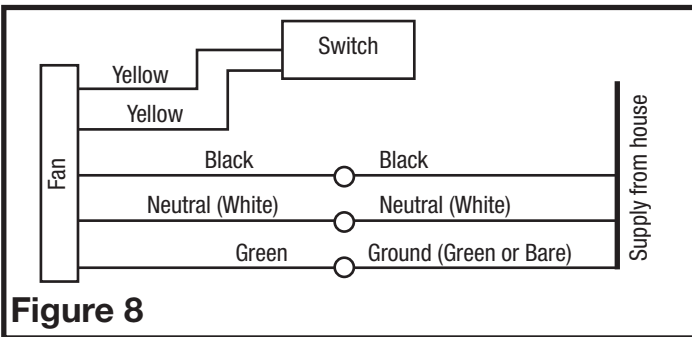 Switch
Yellow
Yellow
Fan
Black Black
Neutral (White) Neutral (White)
Green Ground (Green or Bare)
Supply from house
Figure 8